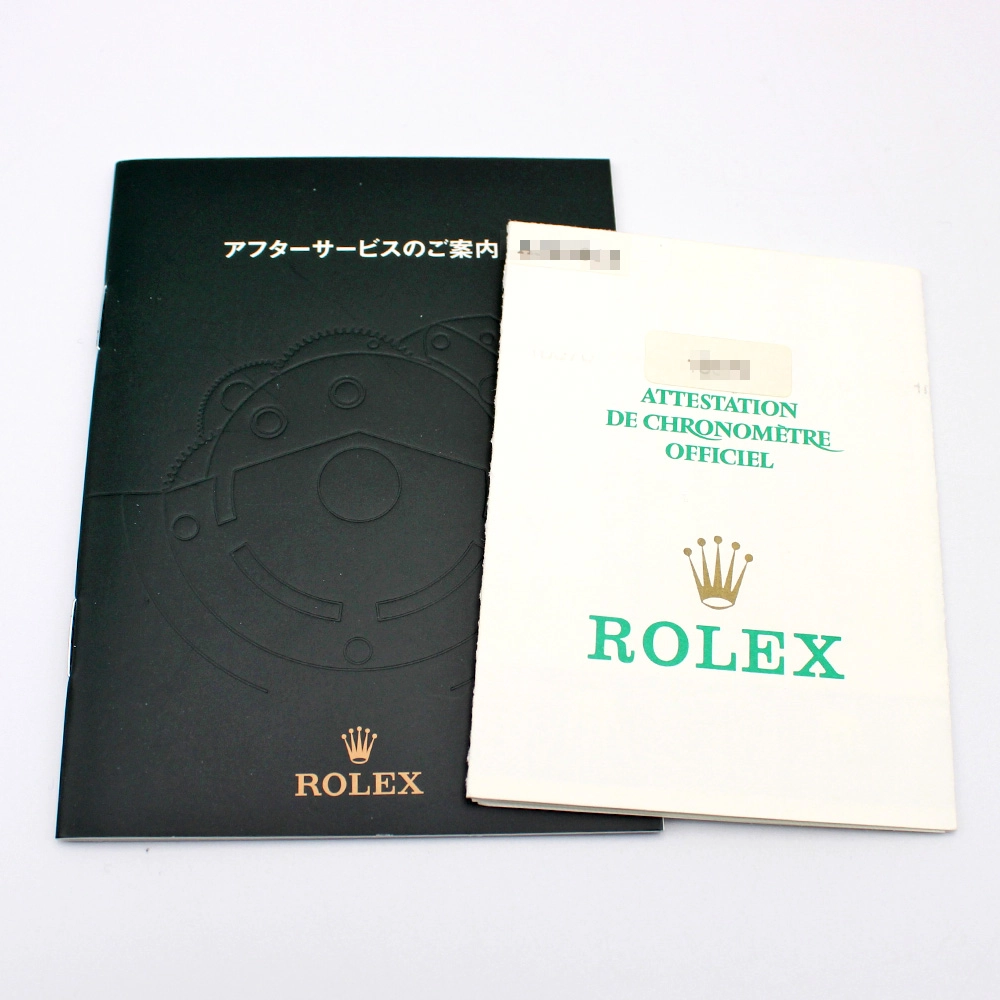 アフターサービスのご案内
ROLEX
ATTESTATION
DE CHRONOMÈTRE
OFFICIEL
ROLEX